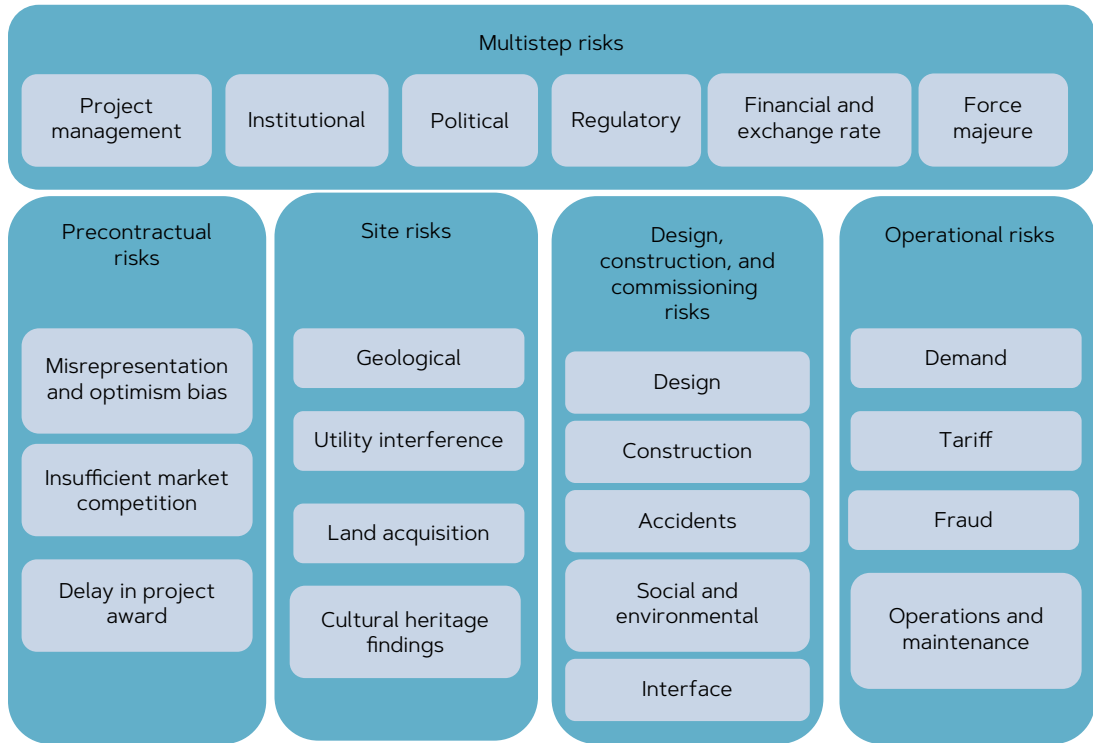 Multistep risks
Project
management
Institutional
Political
Regulatory
Financial and
exchange rate
Force
majeure
Precontractual
risks
Misrepresentation
and optimism bias
Insufficient market
competition
Delay in project
award
Site risks
Geological
Utility interference
Land acquisition
Cultural heritage
findings
Design,
construction, and
commissioning
risks
Design
Construction
Accidents
Social and
environmental
Interface
Operational risks
Demand
Tariff
Fraud
Operations and
maintenance